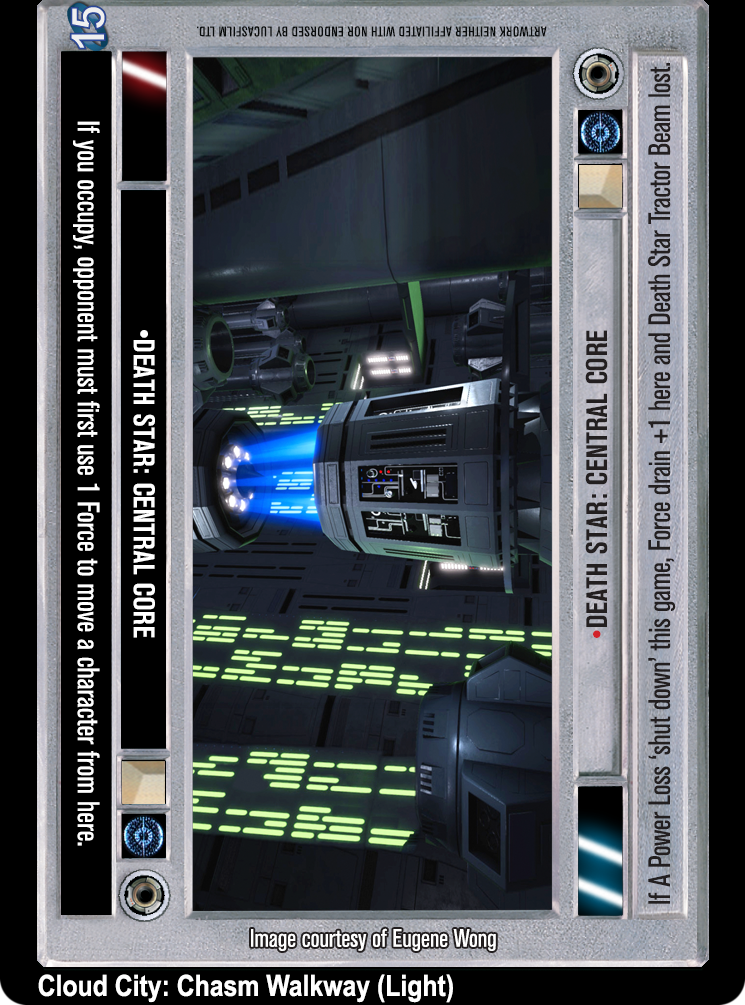 15
ARTWORK NEITHER AFFILIATED WITH NOR ENDORSED BY LUCASFILM LTD.
If you occupy, opponent must first use 1 Force to move a character from here.
•DEATH STAR: CENTRAL CORE
•DEATH STAR: CENTRAL CORE
If A Power Loss ‘shut down’ this game, Force drain +1 here and Death Star Tractor Beam lost.
Image courtesy of Eugene Wong
Cloud City: Chasm Walkway (Light)